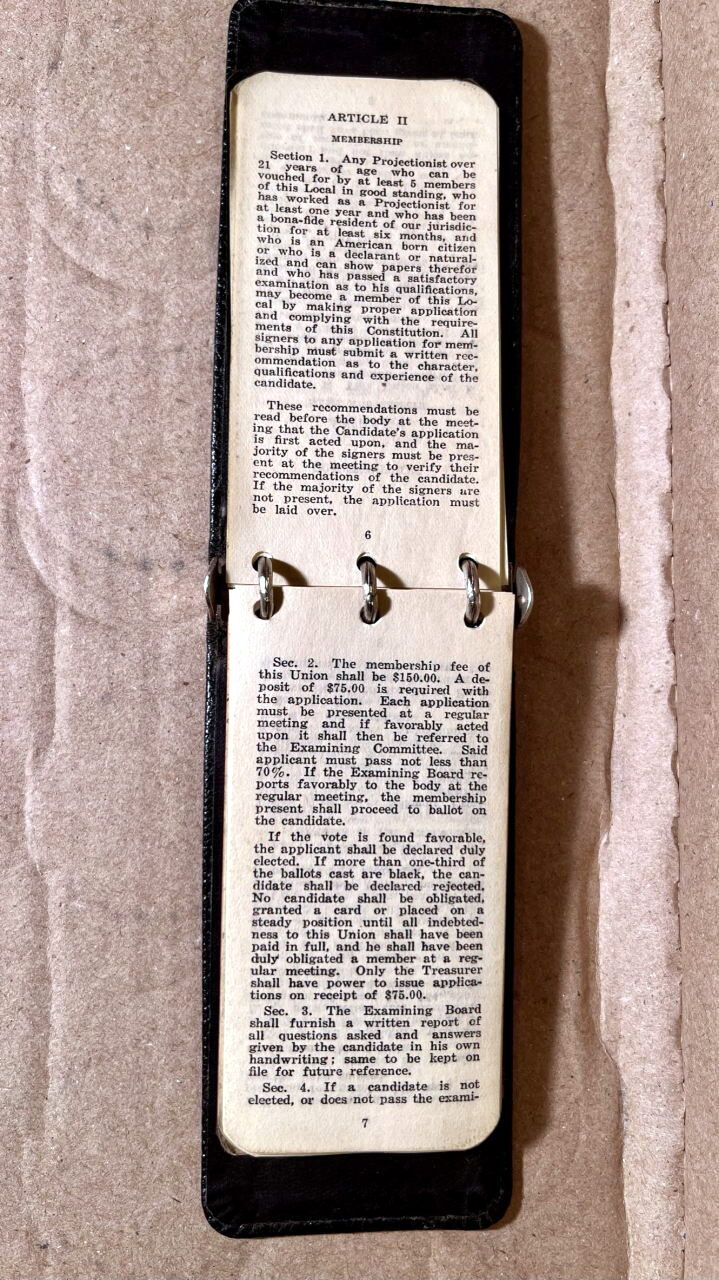 ARTICLE II
MEMBERSHIP
Section 1. Any Projectionist over
21 years of age who can be
vouched for by at least 5 members
of this Local in good standing, who
has worked as a Projectionist for
at least one year and who has been
a bona-fide resident of our jurisdic-
tion for at least six months, and
who is an American born citizen
or who is a declarant or natural-
ized and can show papers therefor
and who has passed a satisfactory
examination as to his qualifications,
may become a member of this Lo-
cal by making proper application
and complying with the require-
ments of this Constitution. All
signers to any application for mem-
bership must submit a written rec-
ommendation as to the character,
qualifications and experience of the
candidate.
These recommendations must be
read before the body at the meet-
ing that the Candidate's application
is first acted upon, and the ma-
jority of the signers must be pres-
ent at the meeting to verify their
recommendations of the candidate.
If the majority of the signers are
not present, the application must
be laid over.
6
Sec. 2. The membership fee of
this Union shall be $150.00. A de-
posit of $75.00 is required with
the application. Each application
must be presented at a regular
meeting and if favorably acted
upon it shall then be referred to
the Examining Committee. Said
applicant must pass not less than
70%. If the Examining Board re-
ports favorably to the body at the
regular meeting, the membership
present shall proceed to ballot on
the candidate.
If the vote is found favorable,
the applicant shall be declared duly
elected. If more than one-third of
the ballots cast are black, the can-
didate shall be declared rejected.
No candidate shall be obligated,
granted a card or placed on a
steady position until all indebted-
ness to this Union shall have been
paid in full, and he shall have been
duly obligated a member at a reg-
ular meeting. Only the Treasurer
shall have power to issue applica-
tions on receipt of $75.00.
Sec. 3. The Examining Board
shall furnish a written report of
all questions asked and answers
given by the candidate in his own
handwriting; same to be kept on
file for future reference.
Sec. 4. If a candidate is not
elected, or does not pass the exami-
7